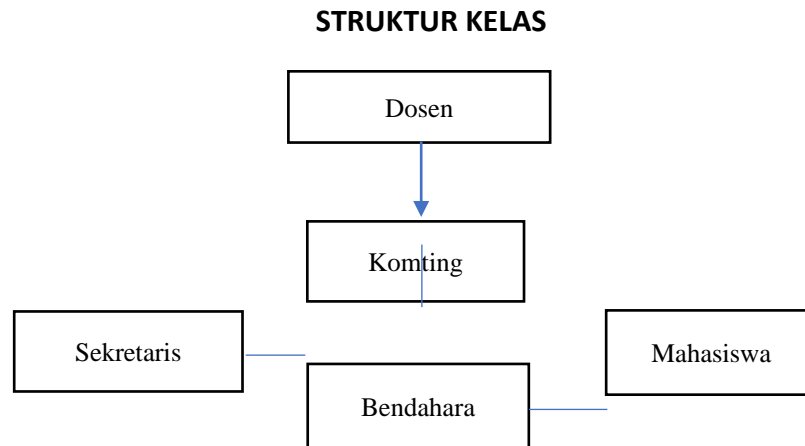 STRUKTUR KELAS
Dosen
Komting
Sekretaris
Mahasiswa
Bendahara